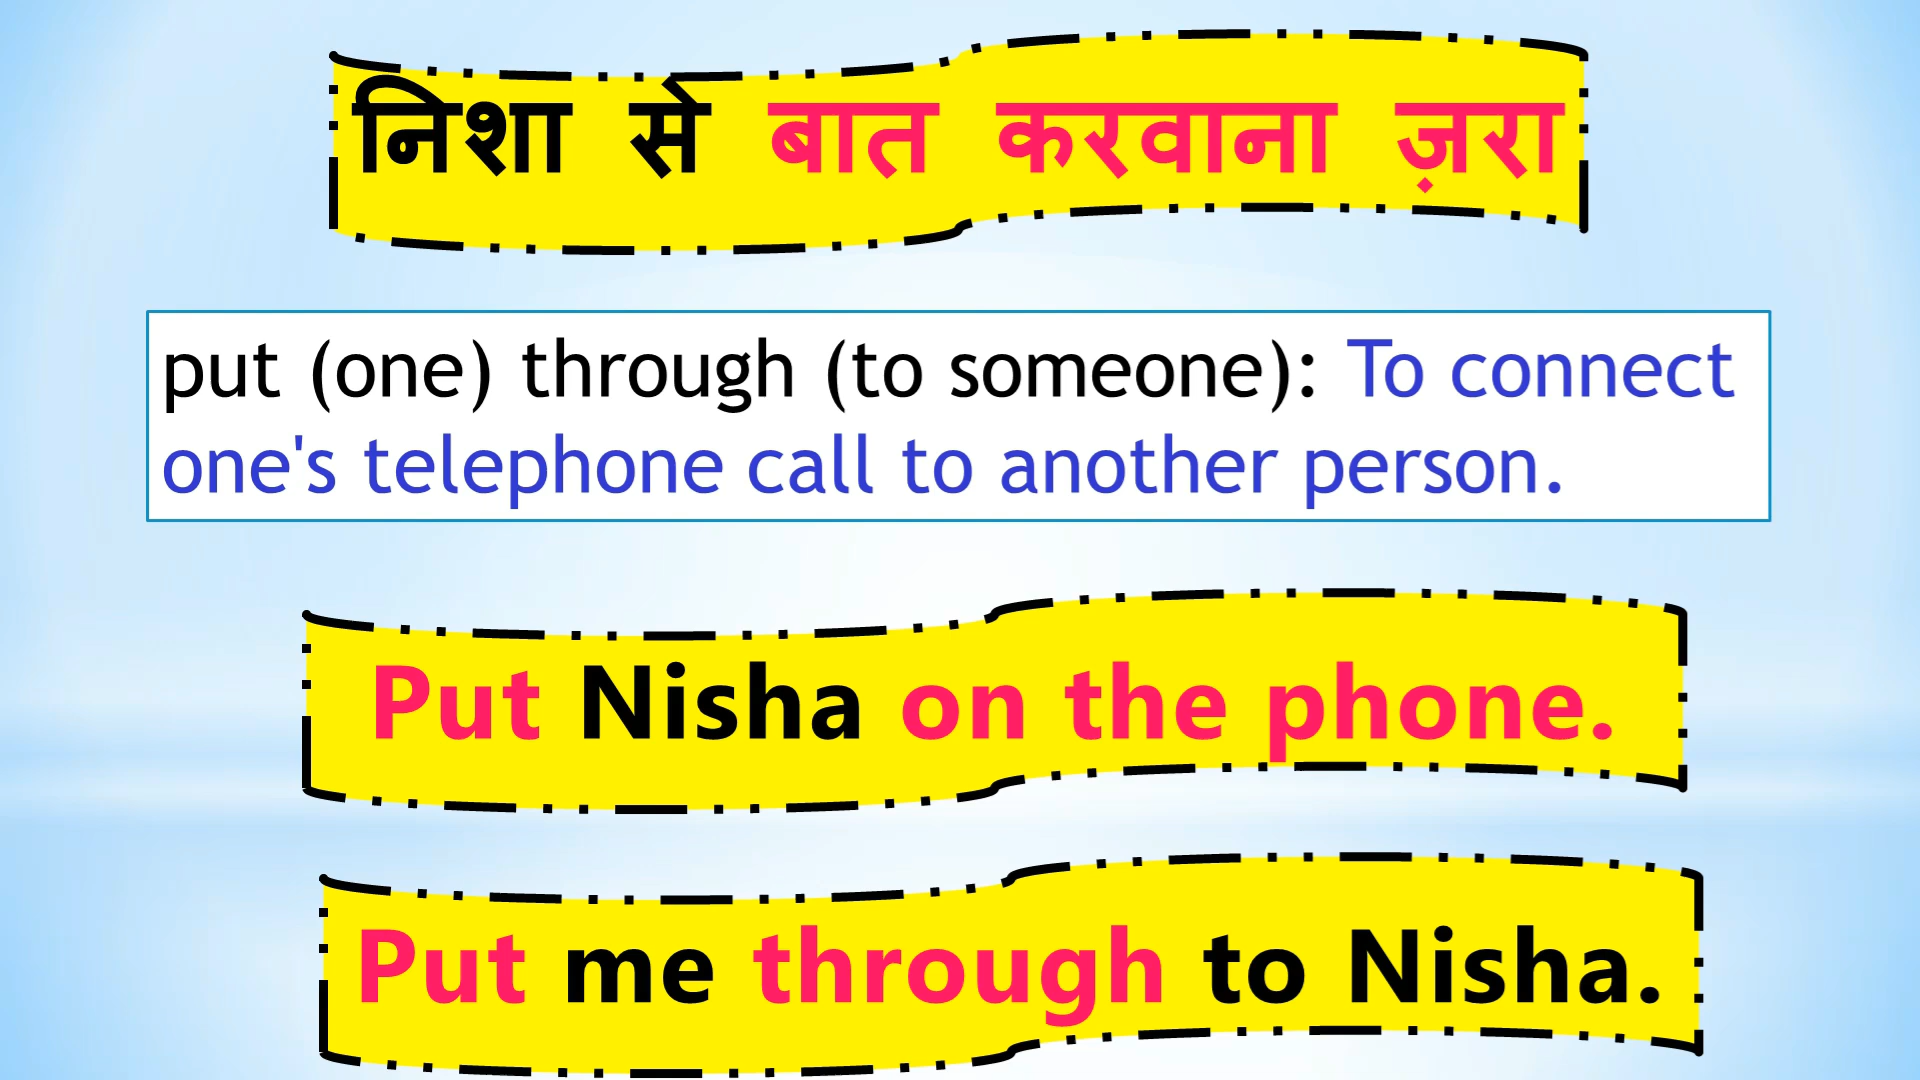 निशा से बात करवाना ज़रा
put (one) through (to someone): To connect
one's telephone call to another person.
Put Nisha on the phone.
Put me through to Nisha.